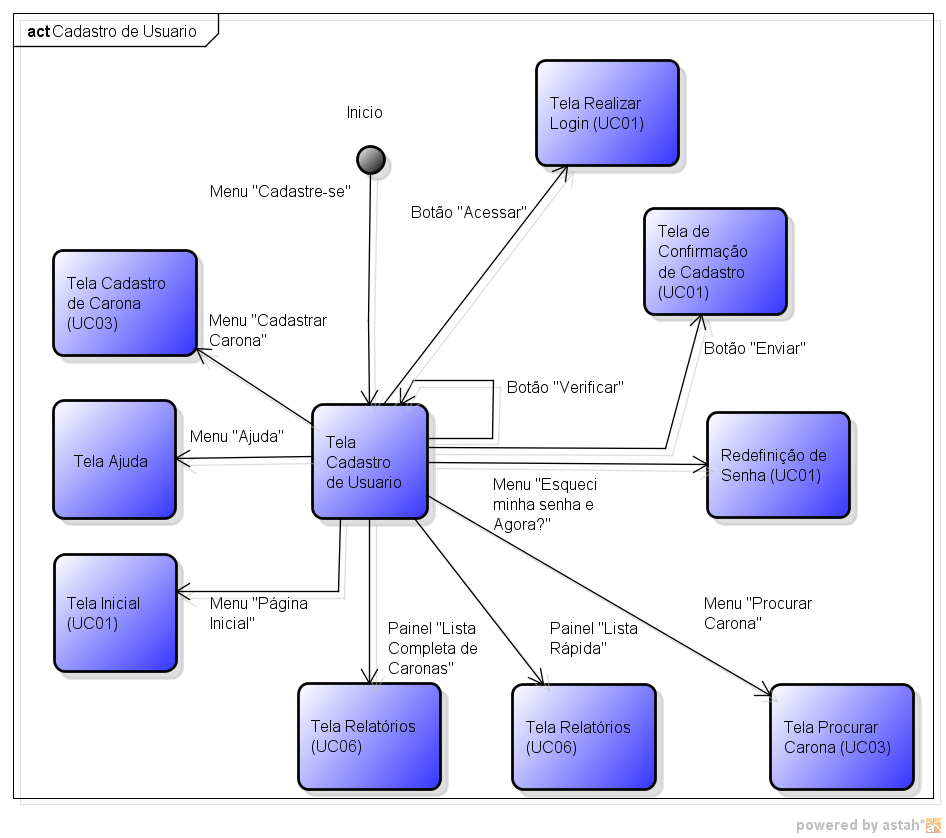 act Cadastro de Usuario
Inicio
Menu "Cadastre-se"
Tela Realizar
Login (UC01)
Botão "Acessar"
Tela de
Confirmação
de Cadastro
(UC01)
Botão "Enviar"
Tela Cadastro
de Carona
(UC03)
Menu "Cadastrar
Carona"
Botão "Verificar"
Tela Ajuda
Menu "Ajuda"
Tela
Cadastro
de Usuario
Redefinição de
Senha (UC01)
Menu "Esqueci
minha senha e
Agora?"
Tela Inicial
(UC01)
Menu "Página
Inicial"
Painel "Lista
Completa de
Caronas"
Painel "Lista
Rápida"
Menu "Procurar
Carona"
Tela Relatórios
(UC06)
Tela Relatórios
(UC06)
Tela Procurar
Carona (UC03)
powered by astah*